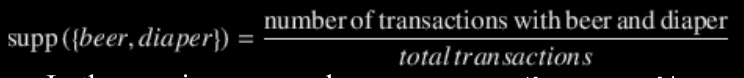 supp({beer, diaper}) = number of transactions with beer and diaper / total transactions